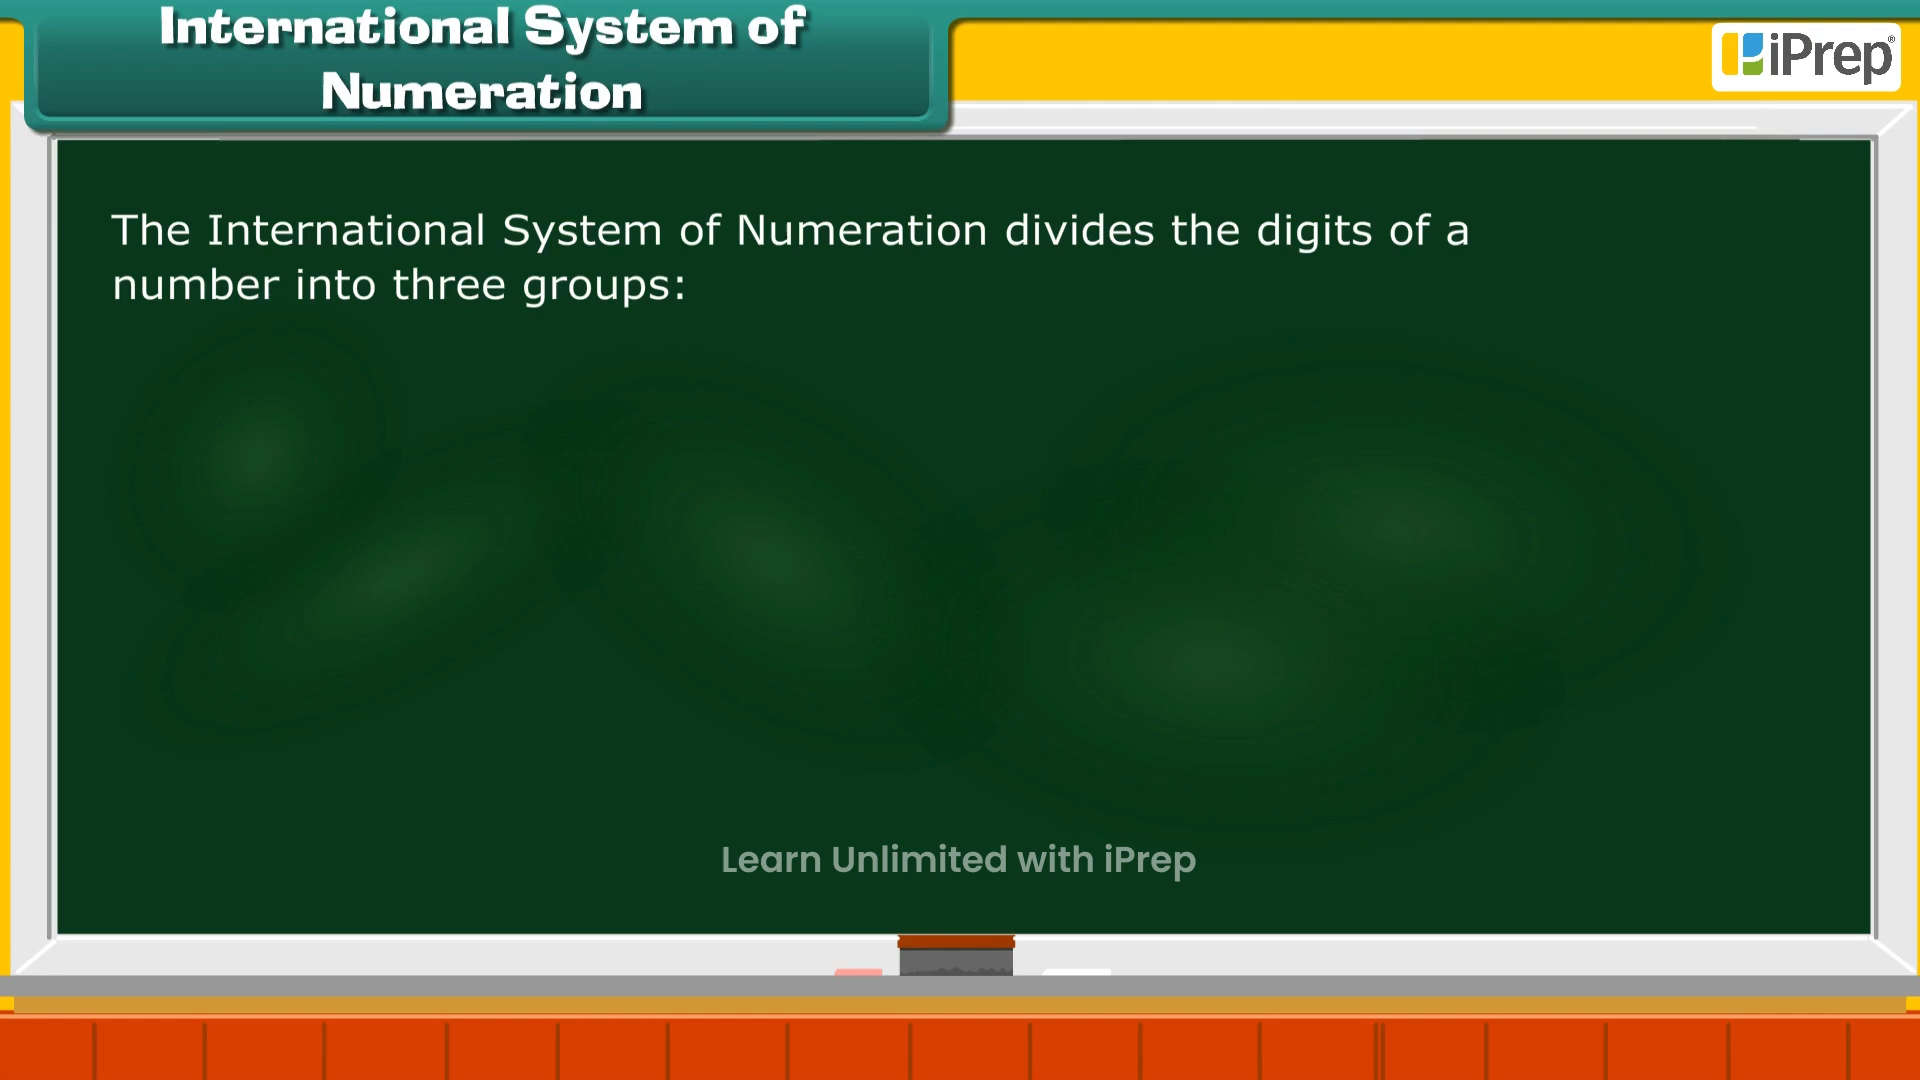 International System of
Numeration
iPrep®
The International System of Numeration divides the digits of a
number into three groups:
Learn Unlimited with iPrep